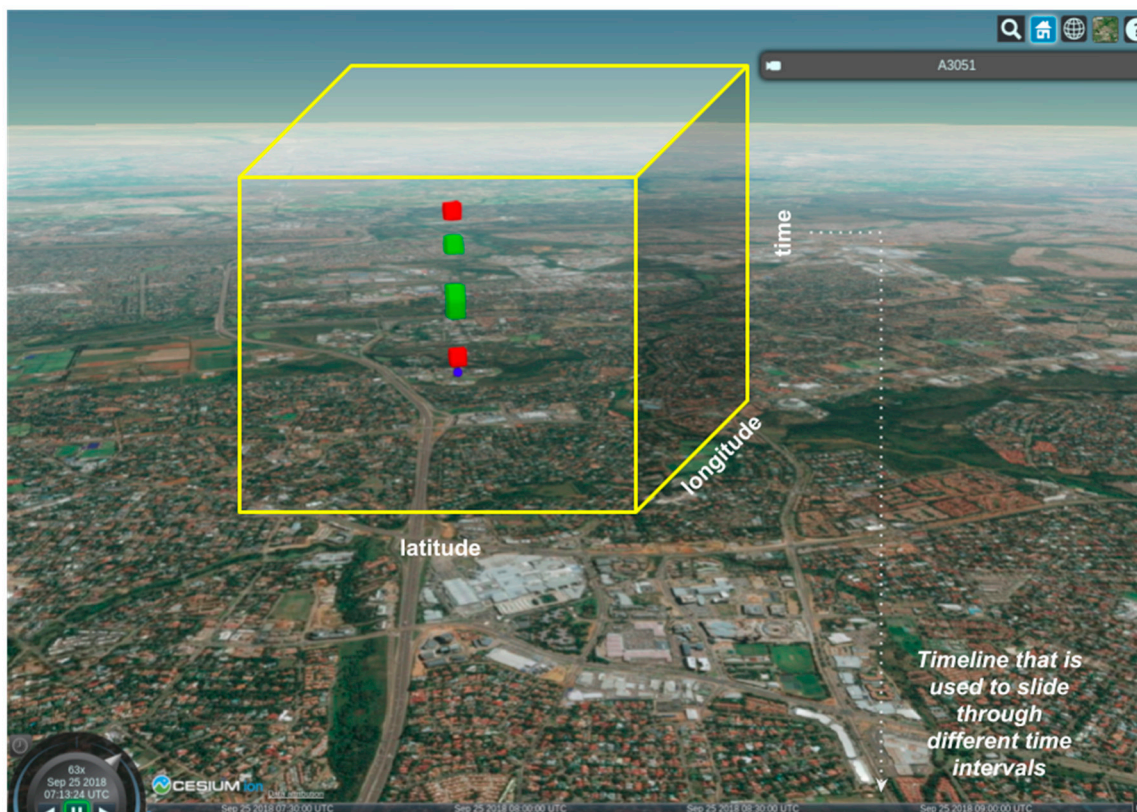 A3051
time
longitude
latitude
Timeline that is
used to slide
through
different time
intervals
63x
Sep 25 2018
07:13:24 UTC
CESIUM ion
Data attribution
Sep 25 2018 07:30:00 UTC
Sep 25 2018 08:00:00 UTC
Sep 25 2018 08:30:00 UTC
Sep 25 2018 09:00:00 UTC